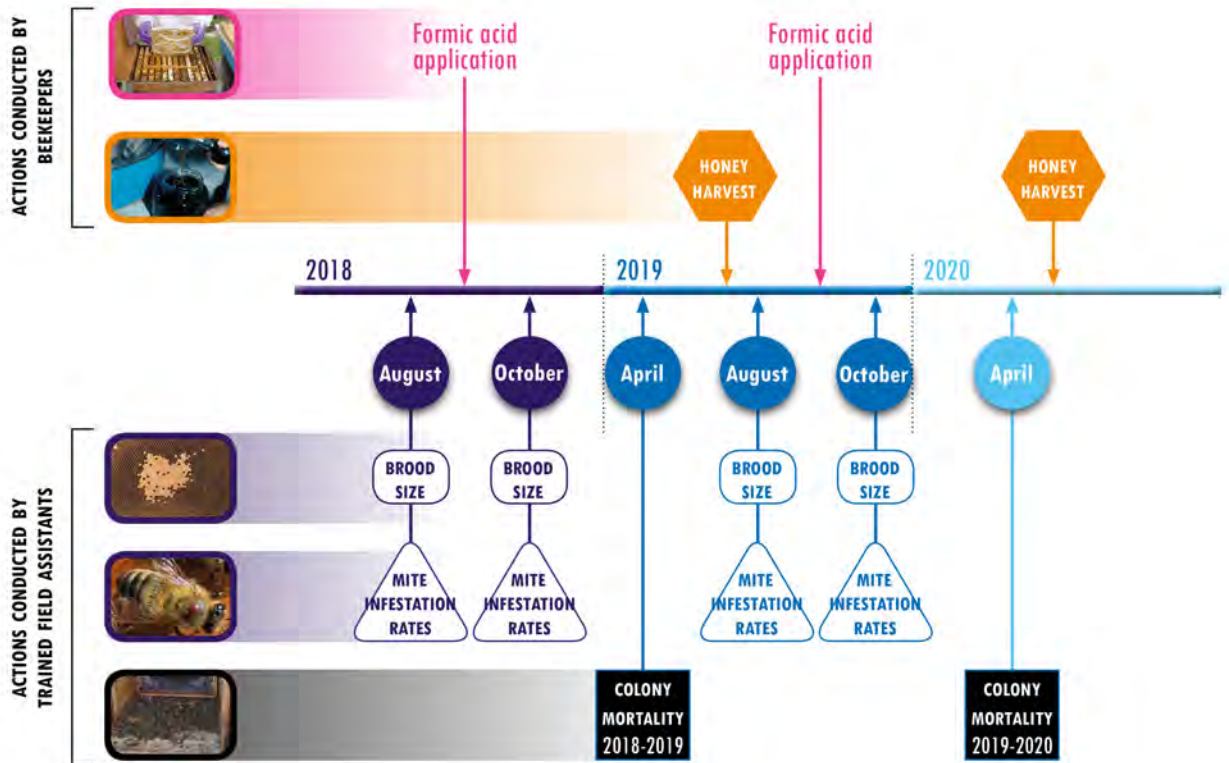 ACTIONS CONDUCTED BY
BEEKEEPERS
Formic acid
application
Formic acid
application
HONEY
HARVEST
HONEY
HARVEST
2018
2019
2020
August
October
April
August
October
April
ACTIONS CONDUCTED BY
TRAINED FIELD ASSISTANTS
BROOD
SIZE
BROOD
SIZE
BROOD
SIZE
BROOD
SIZE
MITE
INFESTATION
RATES
MITE
INFESTATION
RATES
MITE
INFESTATION
RATES
MITE
INFESTATION
RATES
COLONY
MORTALITY
2018-2019
COLONY
MORTALITY
2019-2020